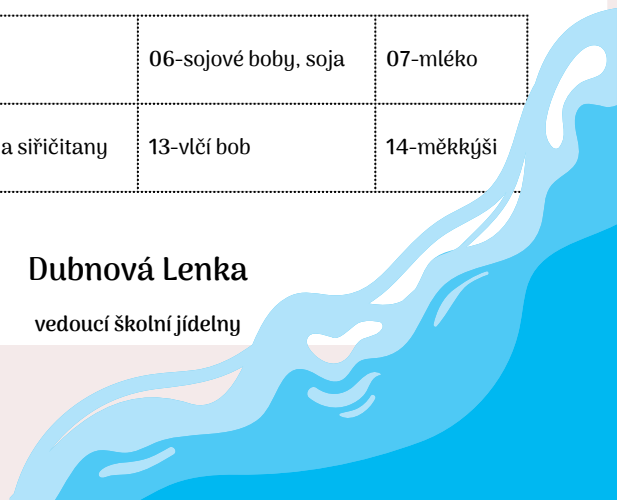 06-sojové boby, soja 07-mléko
a siřičitany 13-vlčí bob 14-měkkýši
Dubnová Lenka
vedoucí školní jídelny